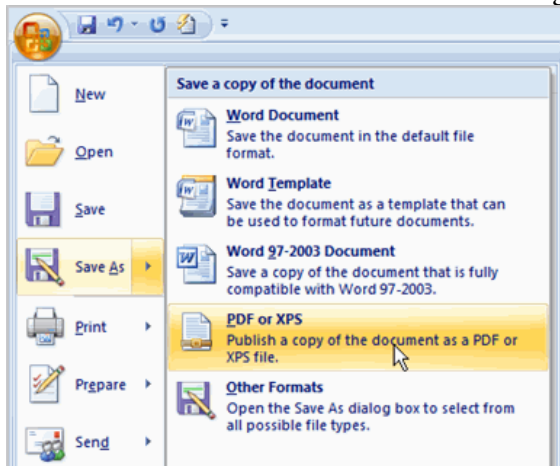 New
Open
Save
Save As
Print
Prepare
Send
Save a copy of the document
Word Document
Save the document in the default file
format.
Word Template
Save the document as a template that can
be used to format future documents.
Word 97-2003 Document
Save a copy of the document that is fully
compatible with Word 97-2003.
PDF or XPS
Publish a copy of the document as a PDF or
XPS file.
Other Formats
Open the Save As dialog box to select from
all possible file types.